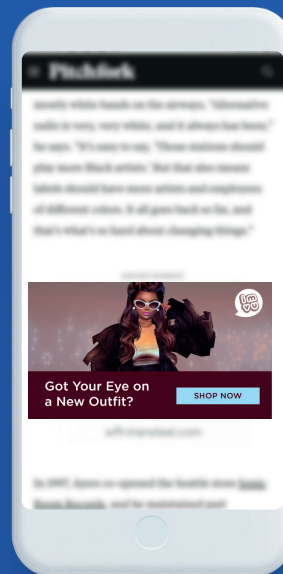 Pitchfork
mostly white bands on the airways. "Alternative
radio is very, very white, and it always has been,"
he says. "It's easy to say, 'Those stations should
play more Black artists.' But that also means
labels should have more artists and employees
of different colors. It all goes back so far, and
that's what's so hard about changing things."
ADVERTISEMENT
IMVU
Got Your Eye on
a New Outfit?
SHOP NOW
In 1997, Ayers co-opened the Seattle store Sonic
Boom Records, and he maintained part